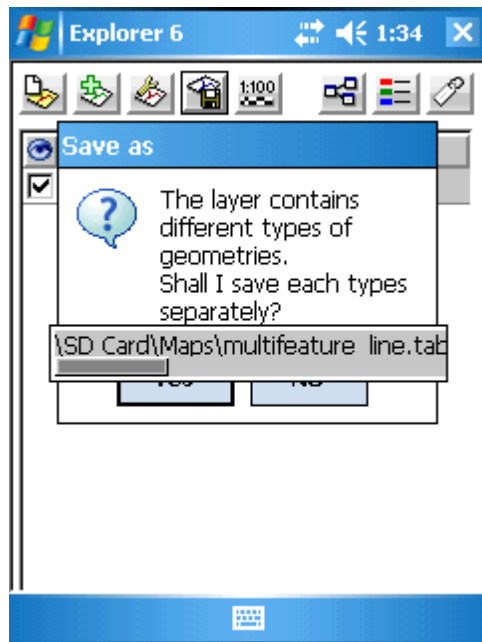 Explorer 6 1:34
1:100
Save as
The layer contains
different types of
geometries.
Shall I save each types
separately?
\SD Card\Maps\multifeature line.tab